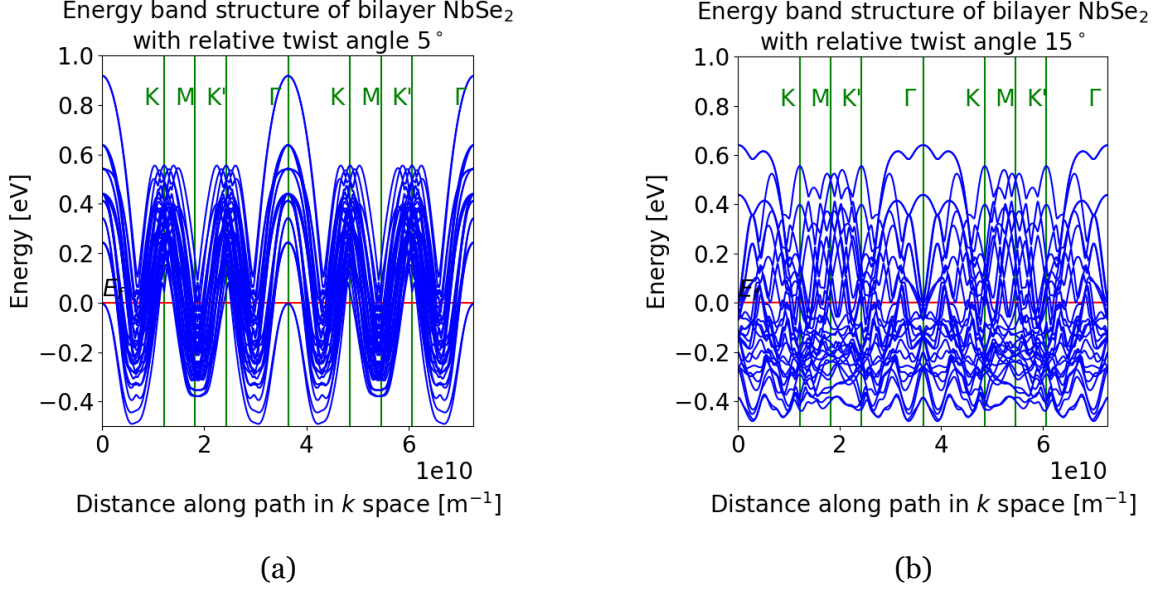 Energy band structure of bilayer NbSe₂
with relative twist angle 5°
1.0
0.8
0.6
0.4
0.2
0.0
−0.2
−0.4
Energy [eV]
K M K' Γ K M K' Γ
0 2 4 6
1e10
Distance along path in k space [m⁻¹]
(a)
Energy band structure of bilayer NbSe₂
with relative twist angle 15°
1.0
0.8
0.6
0.4
0.2
0.0
−0.2
−0.4
Energy [eV]
K M K' Γ K M K' Γ
0 2 4 6
1e10
Distance along path in k space [m⁻¹]
(b)